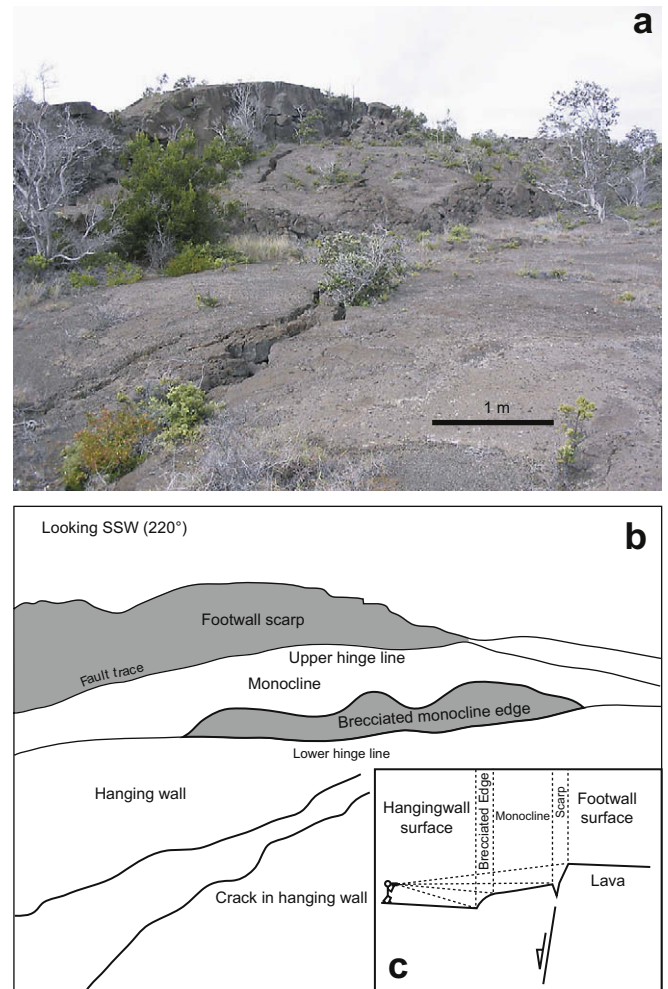 a
1 m
Looking SSW (220°)
b
Footwall scarp
Fault trace
Upper hinge line
Monocline
Brecciated monocline edge
Lower hinge line
Hanging wall
Crack in hanging wall
Hangingwall
surface
Brecciated Edge
Monocline
Scarp
Footwall
surface
Lava
c